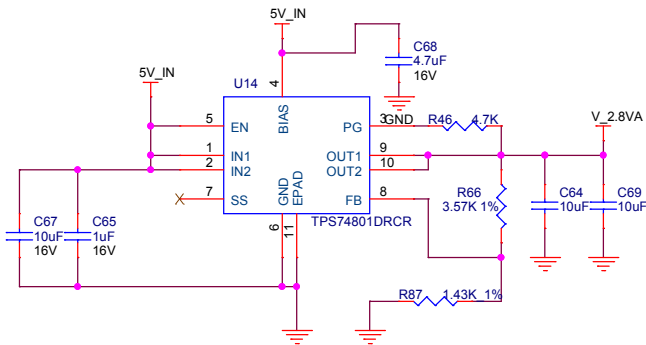 5V_IN
C68
4.7uF
16V
5V_IN
U14
4
BIAS
5 EN
PG 3 GND
R46 4.7K
V_2.8VA
1 IN1
2 IN2
OUT1 9
OUT2 10
7 SS
GND
EPAD
FB 8
R66
3.57K 1%
C64
10uF
C69
10uF
TPS74801DRCR
6
11
C67
10uF
16V
C65
1uF
16V
R87 1.43K_1%